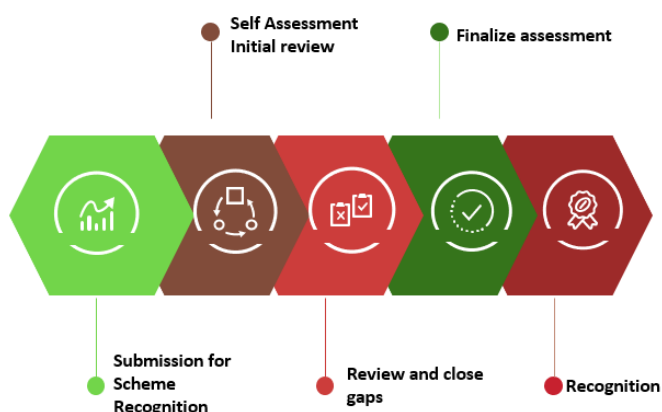 Self Assessment
Initial review
Finalize assessment
Submission for
Scheme
Recognition
Review and close
gaps
Recognition